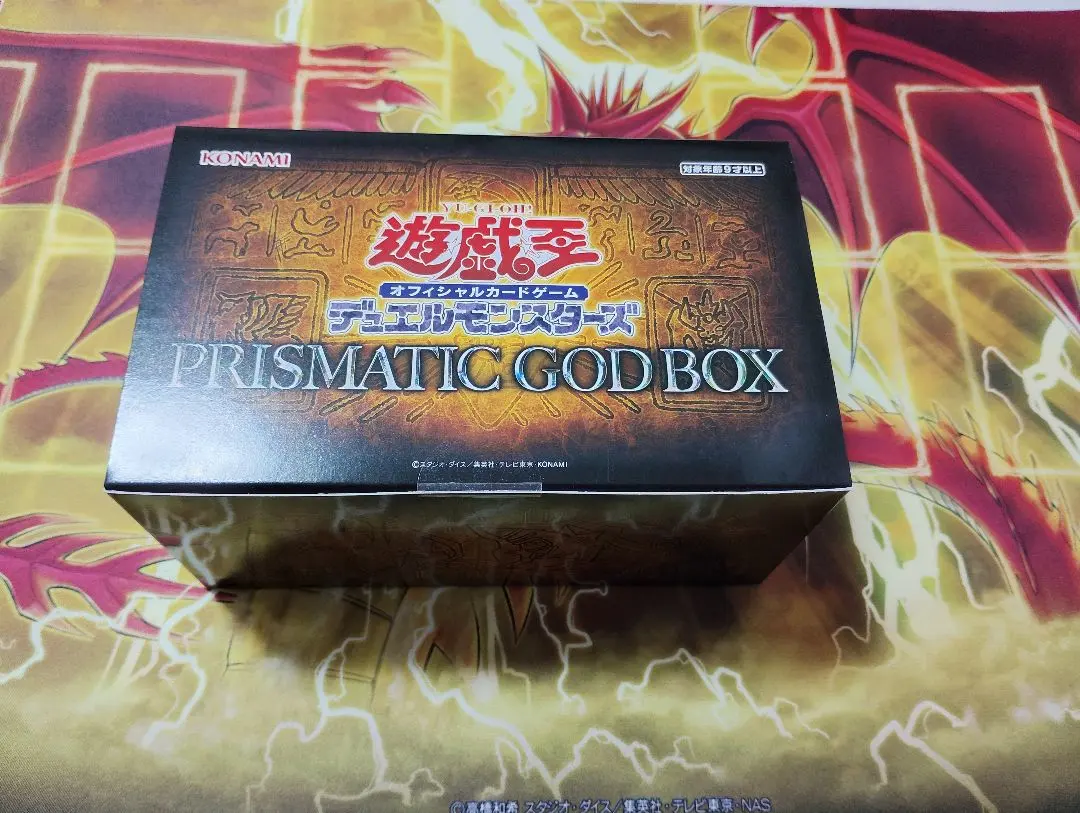 KONAMI
対象年齢9才以上
YU-GI-OH!
遊戯王
オフィシャルカードゲーム
デュエルモンスターズ
PRISMATIC GOD BOX
©スタジオ・ダイス／集英社・テレビ東京・KONAMI
©高橋和希 スタジオ・ダイス／集英社・テレビ東京・NAS